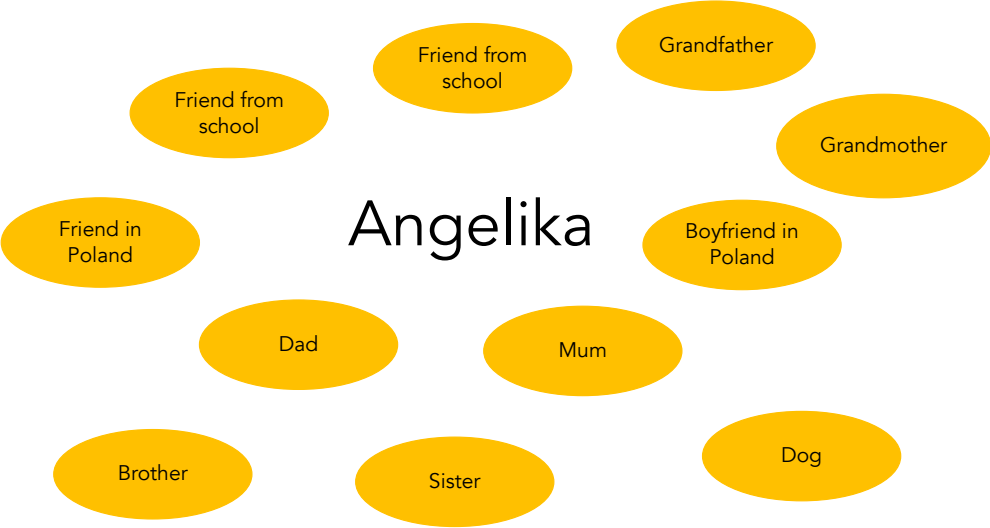 Grandfather
Friend from
school
Friend from
school
Grandmother
Angelika
Friend in
Poland
Boyfriend in
Poland
Dad
Mum
Brother
Sister
Dog